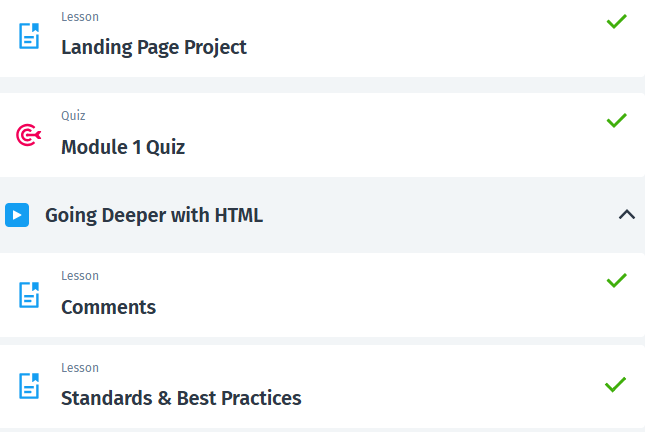 Lesson
Landing Page Project
Quiz
Module 1 Quiz
Going Deeper with HTML
Lesson
Comments
Lesson
Standards & Best Practices